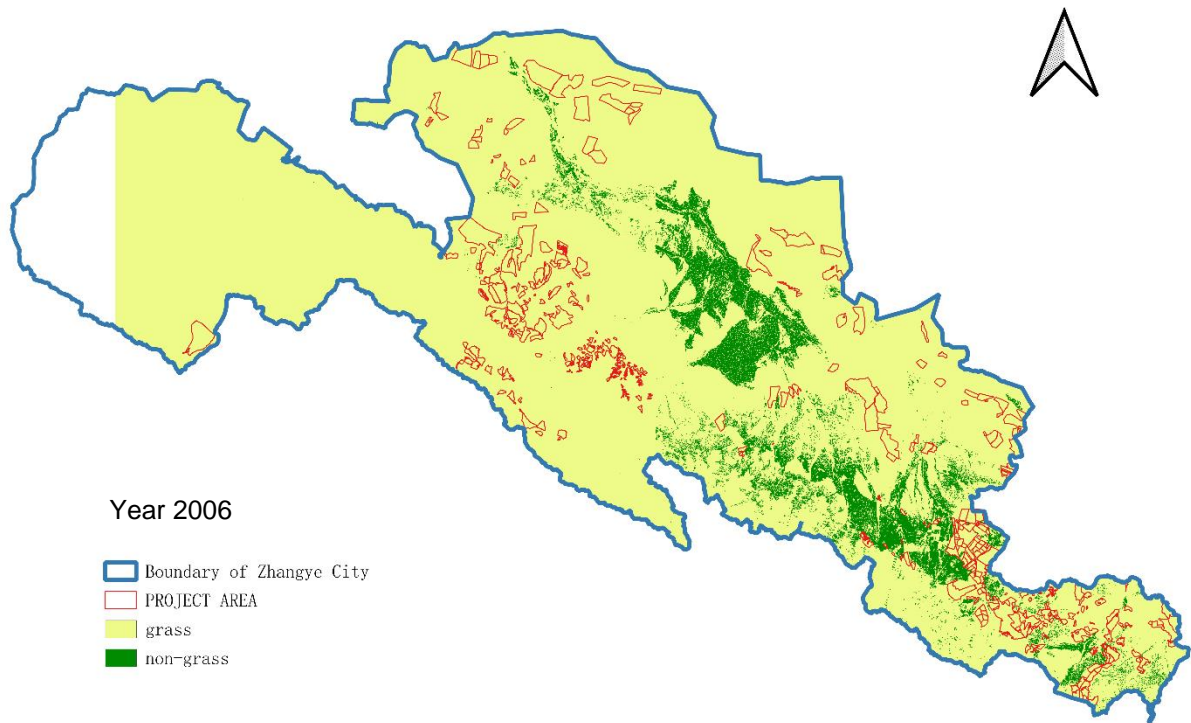 Year 2006
Boundary of Zhangye City
PROJECT AREA
grass
non-grass